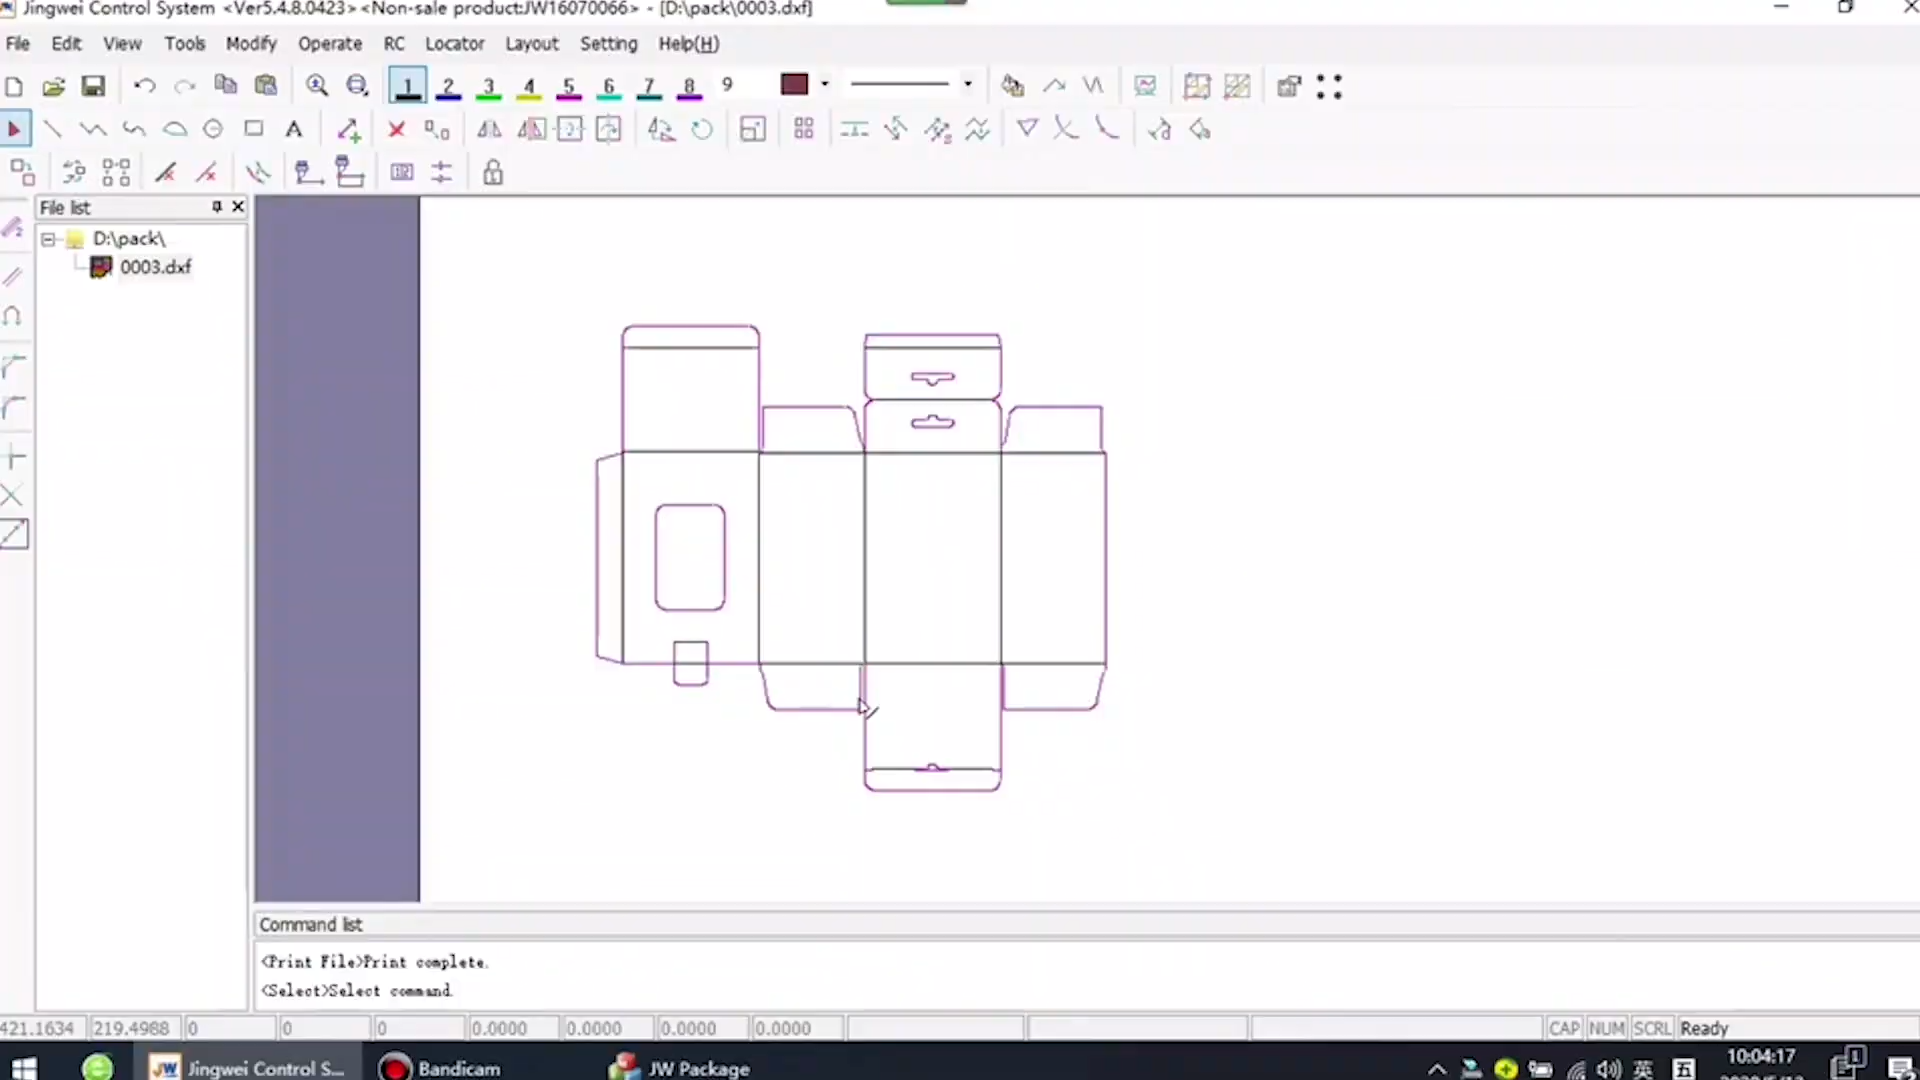 Jingwei Control System <Ver5.4.8.0423><Non-sale product:JW16070066> - [D:\pack\0003.dxf]
File Edit View Tools Modify Operate RC Locator Layout Setting Help(H)
1 2 3 4 5 6 7 8 9
A
File list
D:\pack\
0003.dxf
Command list
<Print File>Print complete.
<Select>Select command.
421.1634 219.4988 0 0 0 0.0000 0.0000 0.0000 0.0000 CAP NUM SCRL Ready
JW Jingwei Control S... Bandicam JW Package 英 五 10:04:17 1